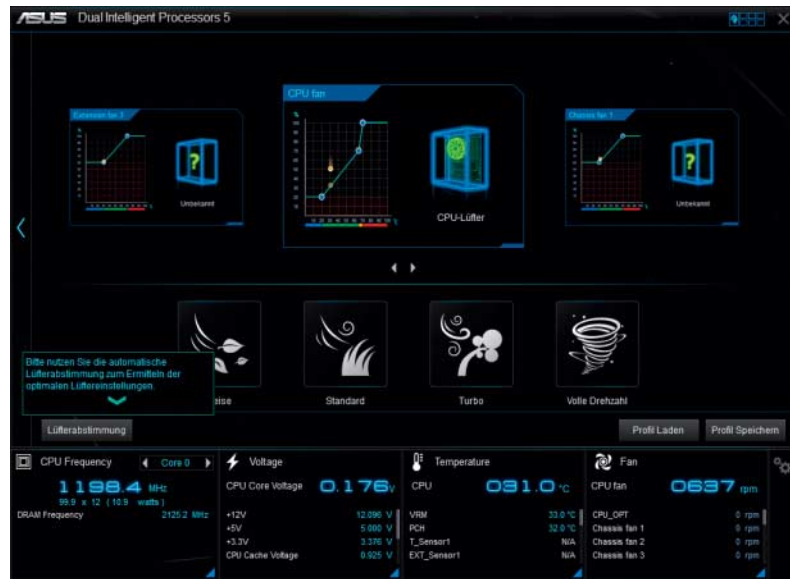 ASUS Dual Intelligent Processors 5
Extension fan 3
Unbekannt
CPU fan
CPU-Lüfter
Chassis fan 1
Unbekannt
Bitte nutzen Sie die automatische
Lüfterabstimmung zum Ermitteln der
optimalen Lüftereinstellungen
eise
Standard
Turbo
Volle Drehzahl
Lüfterabstimmung
Profil Laden
Profil Speichern
CPU Frequency
Core 0
1198.4 MHz
99.9 x 12 (10.9 watts)
DRAM Frequency 2125.2 MHz
Voltage
CPU Core Voltage 0.176v
+12V 12.096 V
+5V 5.000 V
+3.3V 3.376 V
CPU Cache Voltage 0.925 V
Temperature
CPU 031.0 °C
VRM 33.0 °C
PCH 32.0 °C
T_Sensor1 N/A
EXT_Sensor1 N/A
Fan
CPU fan 0637 rpm
CPU_OPT 0 rpm
Chassis fan 1 0 rpm
Chassis fan 2 0 rpm
Chassis fan 3 0 rpm